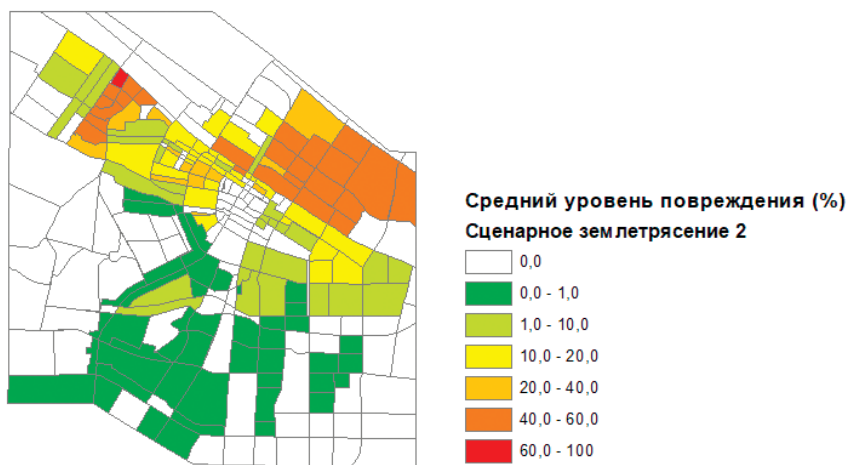 Средний уровень повреждения (%)
Сценарное землетрясение 2
0,0
0,0 - 1,0
1,0 - 10,0
10,0 - 20,0
20,0 - 40,0
40,0 - 60,0
60,0 - 100